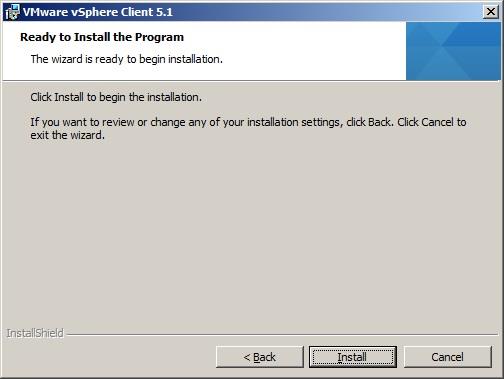 VMware vSphere Client 5.1
Ready to Install the Program
The wizard is ready to begin installation.
Click Install to begin the installation.
If you want to review or change any of your installation settings, click Back. Click Cancel to
exit the wizard.
InstallShield
< Back
Install
Cancel